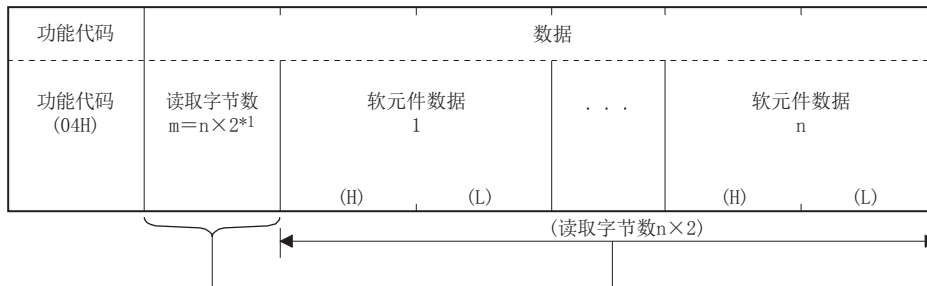 功能代码 数据
功能代码 读取字节数 软元件数据 . . . 软元件数据
(04H) m＝n×2*1 1 n
(H) (L) (H) (L)
(读取字节数n×2)